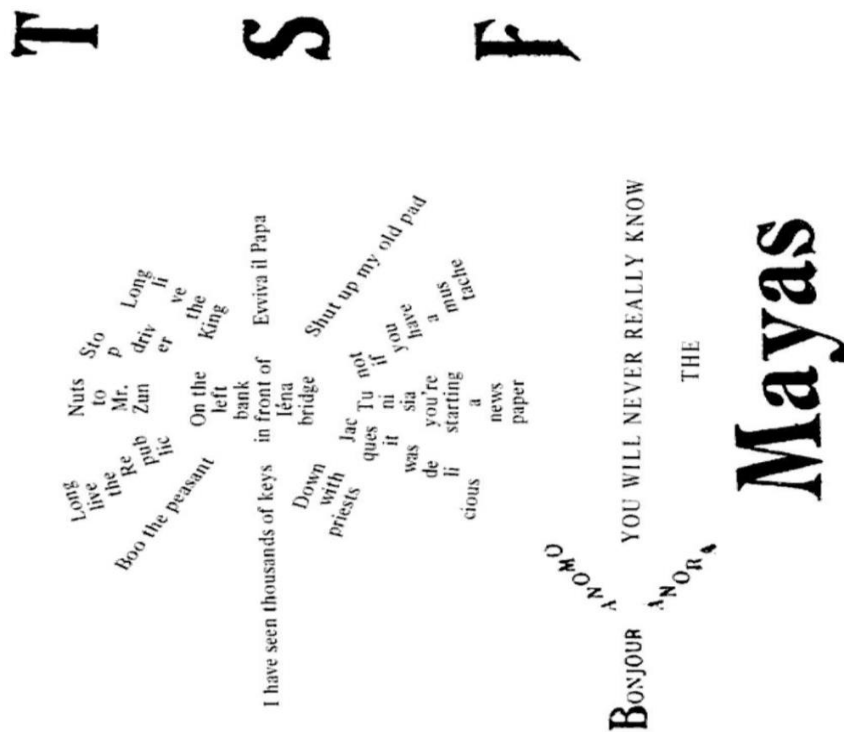 T S F
Nuts
to
Mr.
Zun
Sto
p
driv
er
Long
li
ve
the
King
Evviva il Papa
Shut up my old pad
not
if
you
have
a
mus
tache
Tu
ni
sia
you're
starting
a
news
paper
Jac
ques
it
was
de
li
cious
Down
with
priests
I have seen thousands of keys
Boo the peasant
Long
live
the
Re
pub
lic
On the
left
bank
in front of
Iéna
bridge
BONJOUR
ANOMO
ANORA
YOU WILL NEVER REALLY KNOW
THE
Mayas